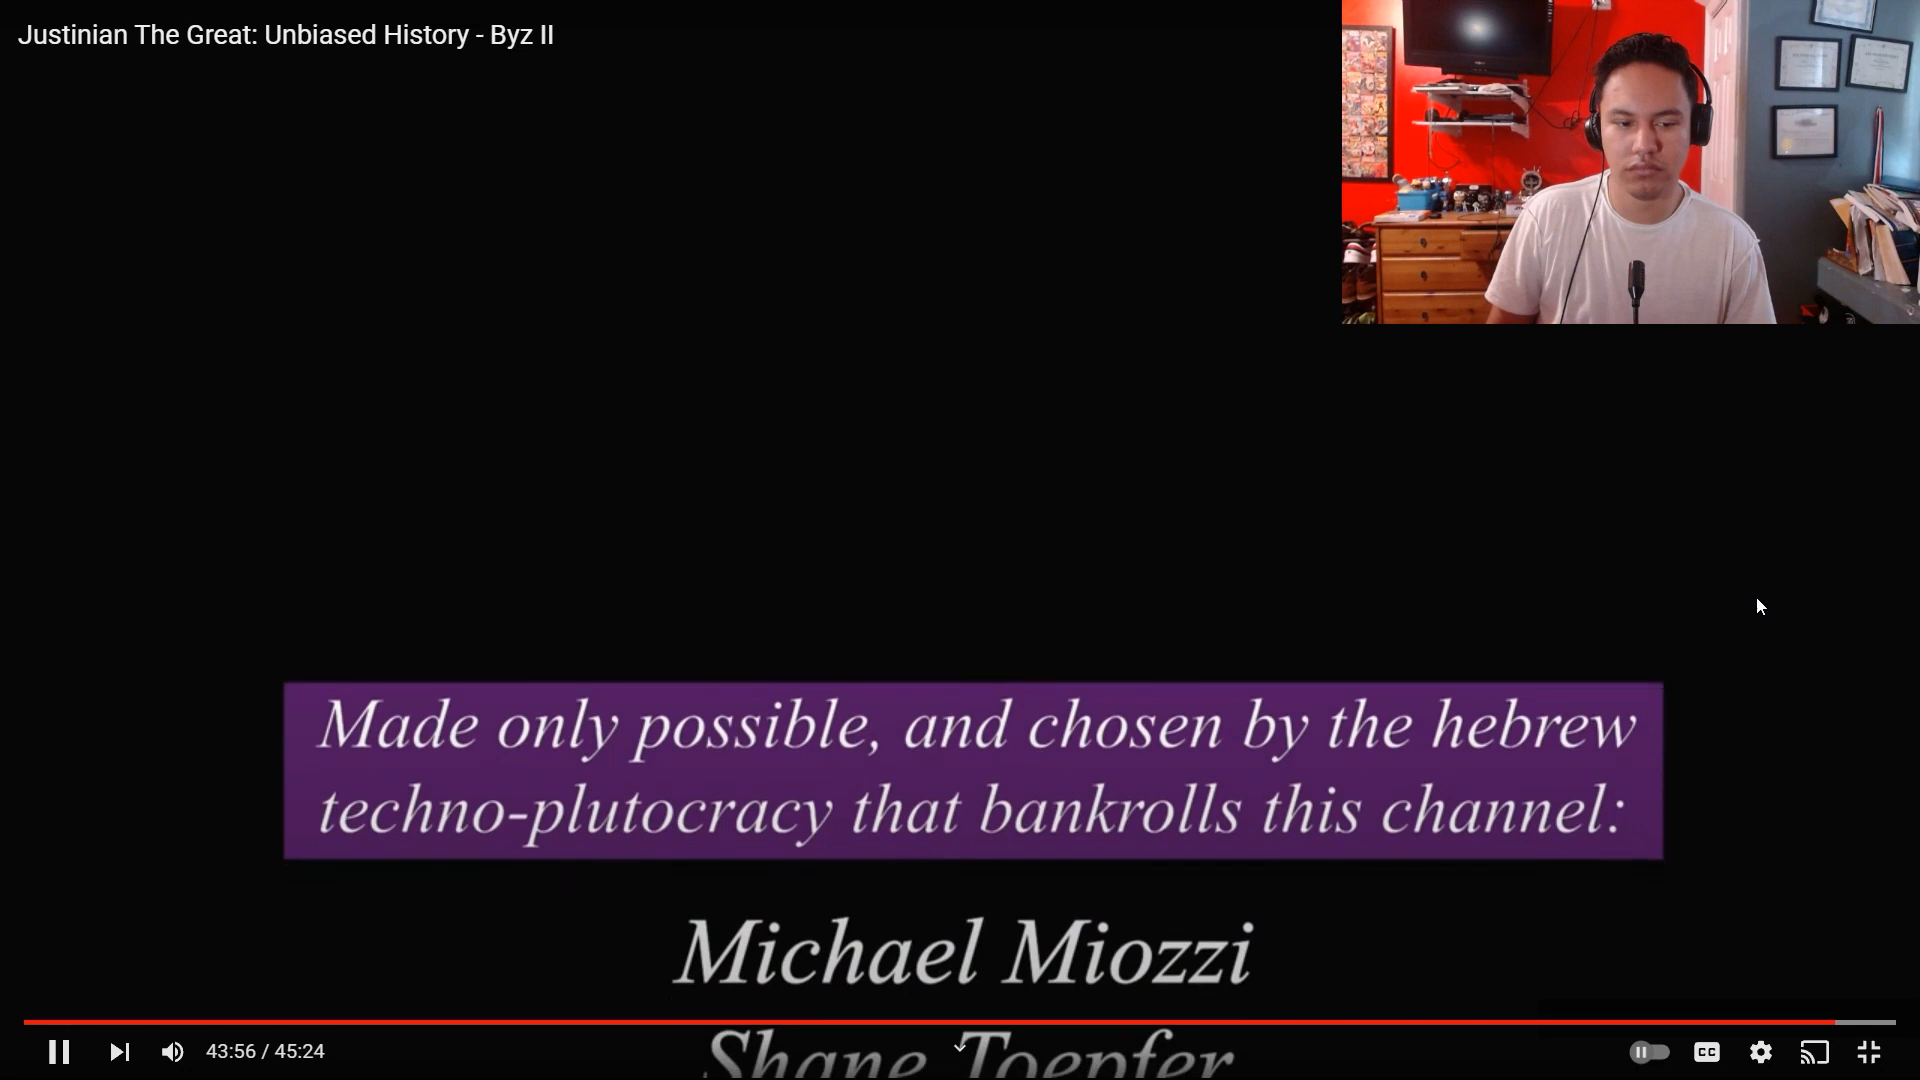 Justinian The Great: Unbiased History - Byz II
Made only possible, and chosen by the hebrew
techno-plutocracy that bankrolls this channel:
Michael Miozzi
Shane Toepfer
43:56 / 45:24
CC